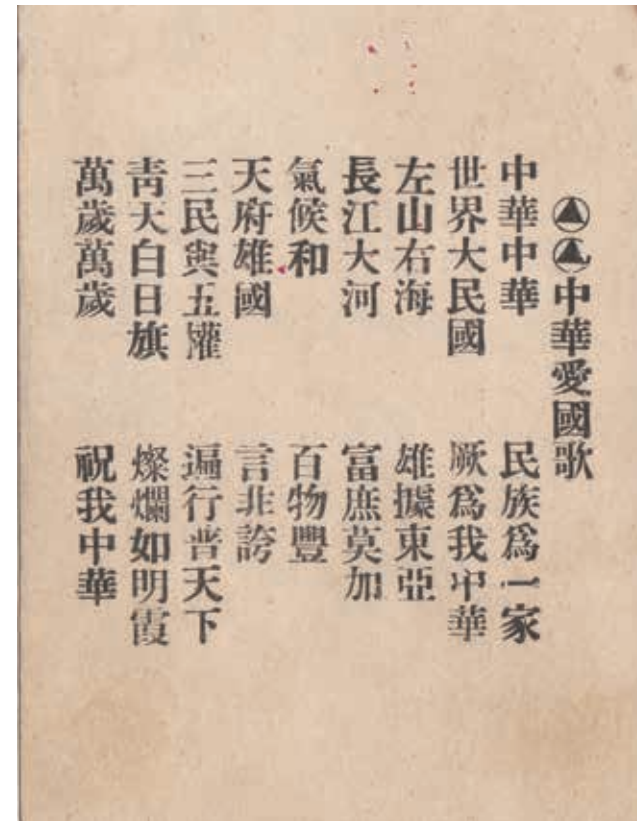 中華愛國歌
中華中華　民族爲一家
世界大民國　厥爲我中華
左山右海　雄據東亞
長江大河　富庶莫加
氣候和　百物豐
天府雄國　言非誇
三民與五權　遍行普天下
青天白日旗　燦爛如明霞
萬歲萬歲　祝我中華